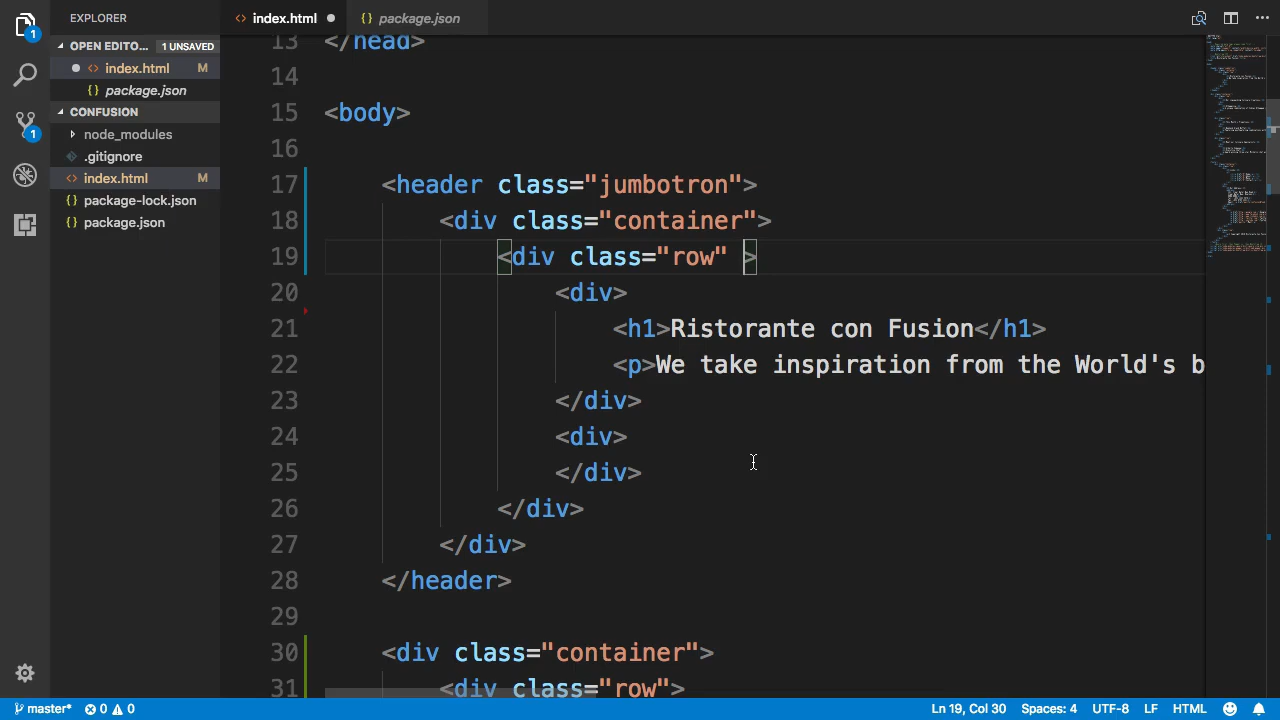 EXPLORER
OPEN EDITO... 1 UNSAVED
index.html M
package.json
CONFUSION
node_modules
.gitignore
index.html M
package-lock.json
package.json
1
1
index.html
package.json
13 </head>
14
15 <body>
16
17 <header class="jumbotron">
18 <div class="container">
19 <div class="row" >
20 <div>
21 <h1>Ristorante con Fusion</h1>
22 <p>We take inspiration from the World's b
23 </div>
24 <div>
25 </div>
26 </div>
27 </div>
28 </header>
29
30 <div class="container">
31 <div class="row">
master* 0 0 Ln 19, Col 30 Spaces: 4 UTF-8 LF HTML